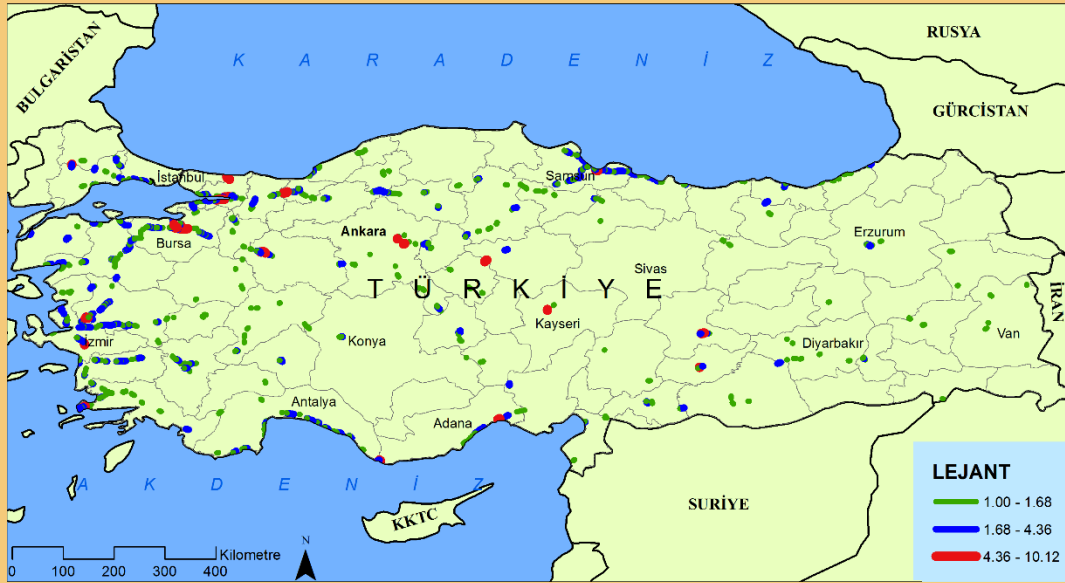 RUSYA
BULGARİSTAN
K A R A D E N İ Z
GÜRCİSTAN
İstanbul
Samsun
Ankara
Bursa
Erzurum
Sivas
T Ü R K İ Y E
İRAN
Kayseri
İzmir
Konya
Diyarbakır
Van
Antalya
Adana
A K D E N İ Z
KKTC
SURİYE
LEJANT
1.00 - 1.68
1.68 - 4.36
4.36 - 10.12
N
Kilometre
0 100 200 300 400